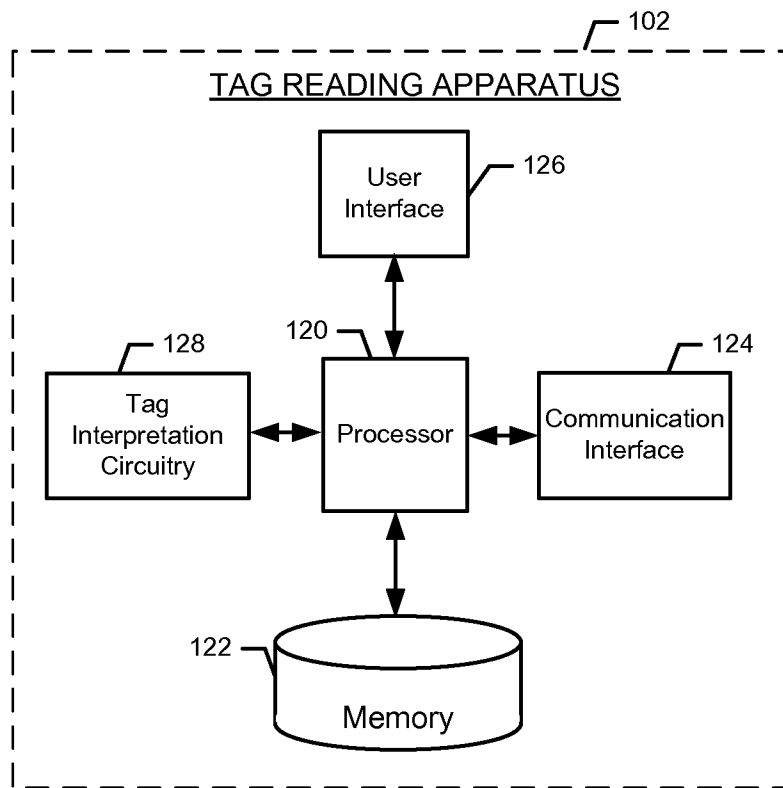 102
TAG READING APPARATUS
User
Interface
126
120
128
124
Tag
Interpretation
Circuitry
Processor
Communication
Interface
122
Memory